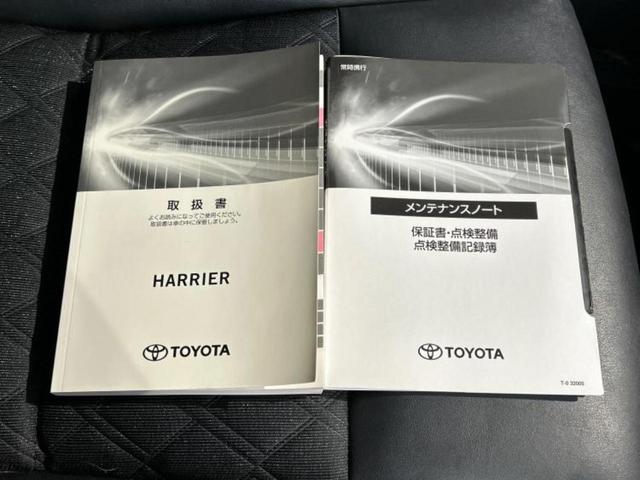 取扱書
よくお読みになってご使用ください。
取扱書は車の中に保管しましょう。
HARRIER
TOYOTA
常時携行
メンテナンスノート
保証書・点検整備
点検整備記録簿
TOYOTA